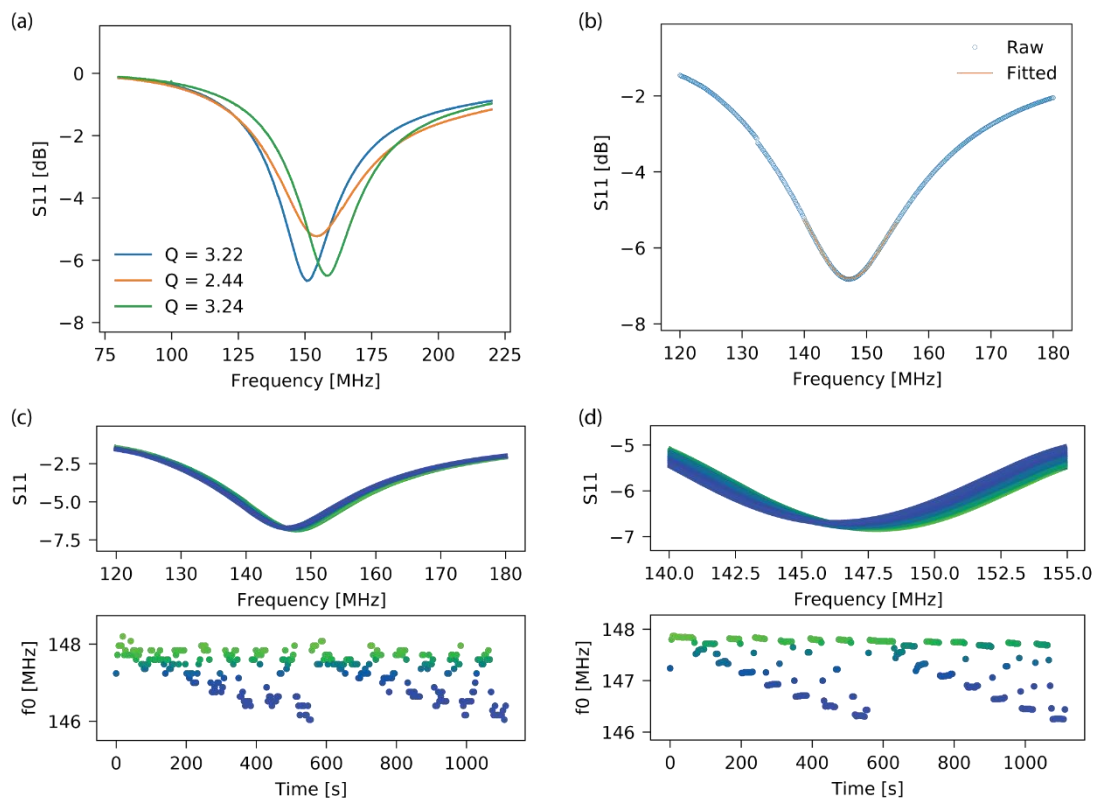 (a)
S11 [dB]
0
−2
−4
−6
−8
Q = 3.22
Q = 2.44
Q = 3.24
75 100 125 150 175 200 225
Frequency [MHz]
(b)
S11 [dB]
−2
−4
−6
−8
Raw
Fitted
120 130 140 150 160 170 180
Frequency [MHz]
(c)
S11
−2.5
−5.0
−7.5
120 130 140 150 160 170 180
Frequency [MHz]
f0 [MHz]
148
146
0 200 400 600 800 1000
Time [s]
(d)
S11
−5
−6
−7
140.0 142.5 145.0 147.5 150.0 152.5 155.0
Frequency [MHz]
f0 [MHz]
148
147
146
0 200 400 600 800 1000
Time [s]